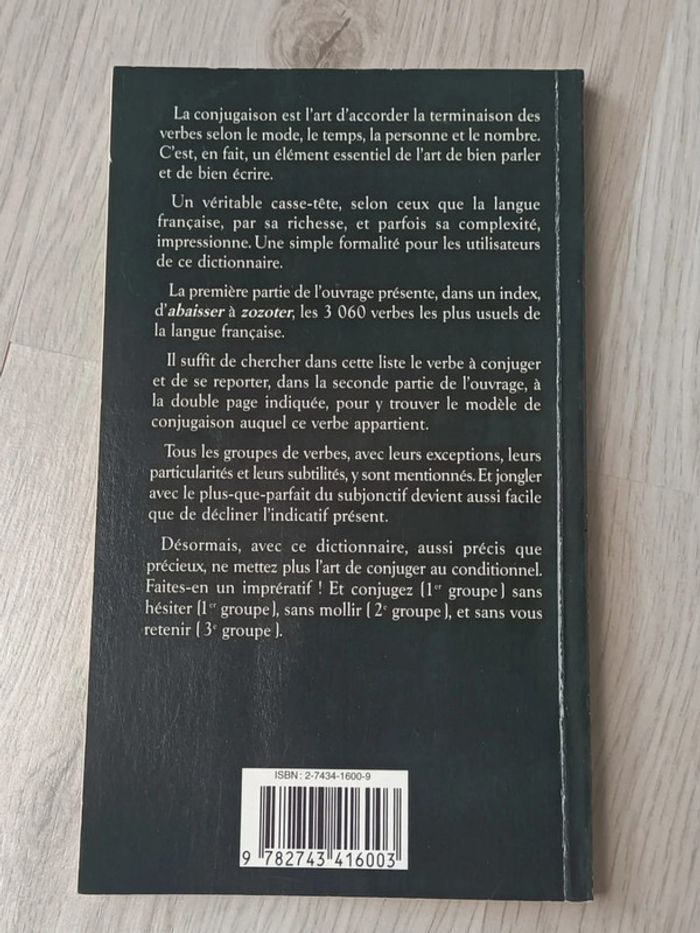 La conjugaison est l'art d'accorder la terminaison des
verbes selon le mode, le temps, la personne et le nombre.
C'est, en fait, un élément essentiel de l'art de bien parler
et de bien écrire.
Un véritable casse-tête, selon ceux que la langue
française, par sa richesse, et parfois sa complexité,
impressionne. Une simple formalité pour les utilisateurs
de ce dictionnaire.
La première partie de l'ouvrage présente, dans un index,
d'abaisser à zozoter, les 3 060 verbes les plus usuels de
la langue française.
Il suffit de chercher dans cette liste le verbe à conjuger
et de se reporter, dans la seconde partie de l'ouvrage, à
la double page indiquée, pour y trouver le modèle de
conjugaison auquel ce verbe appartient.
Tous les groupes de verbes, avec leurs exceptions, leurs
particularités et leurs subtilités, y sont mentionnés. Et jongler
avec le plus-que-parfait du subjonctif devient aussi facile
que de décliner l'indicatif présent.
Désormais, avec ce dictionnaire, aussi précis que
précieux, ne mettez plus l'art de conjuguer au conditionnel.
Faites-en un imprératif ! Et conjugez (1er groupe) sans
hésiter (1er groupe), sans mollir ( 2e groupe), et sans vous
retenir ( 3e groupe ).
ISBN : 2-7434-1600-9
9 782743 416003